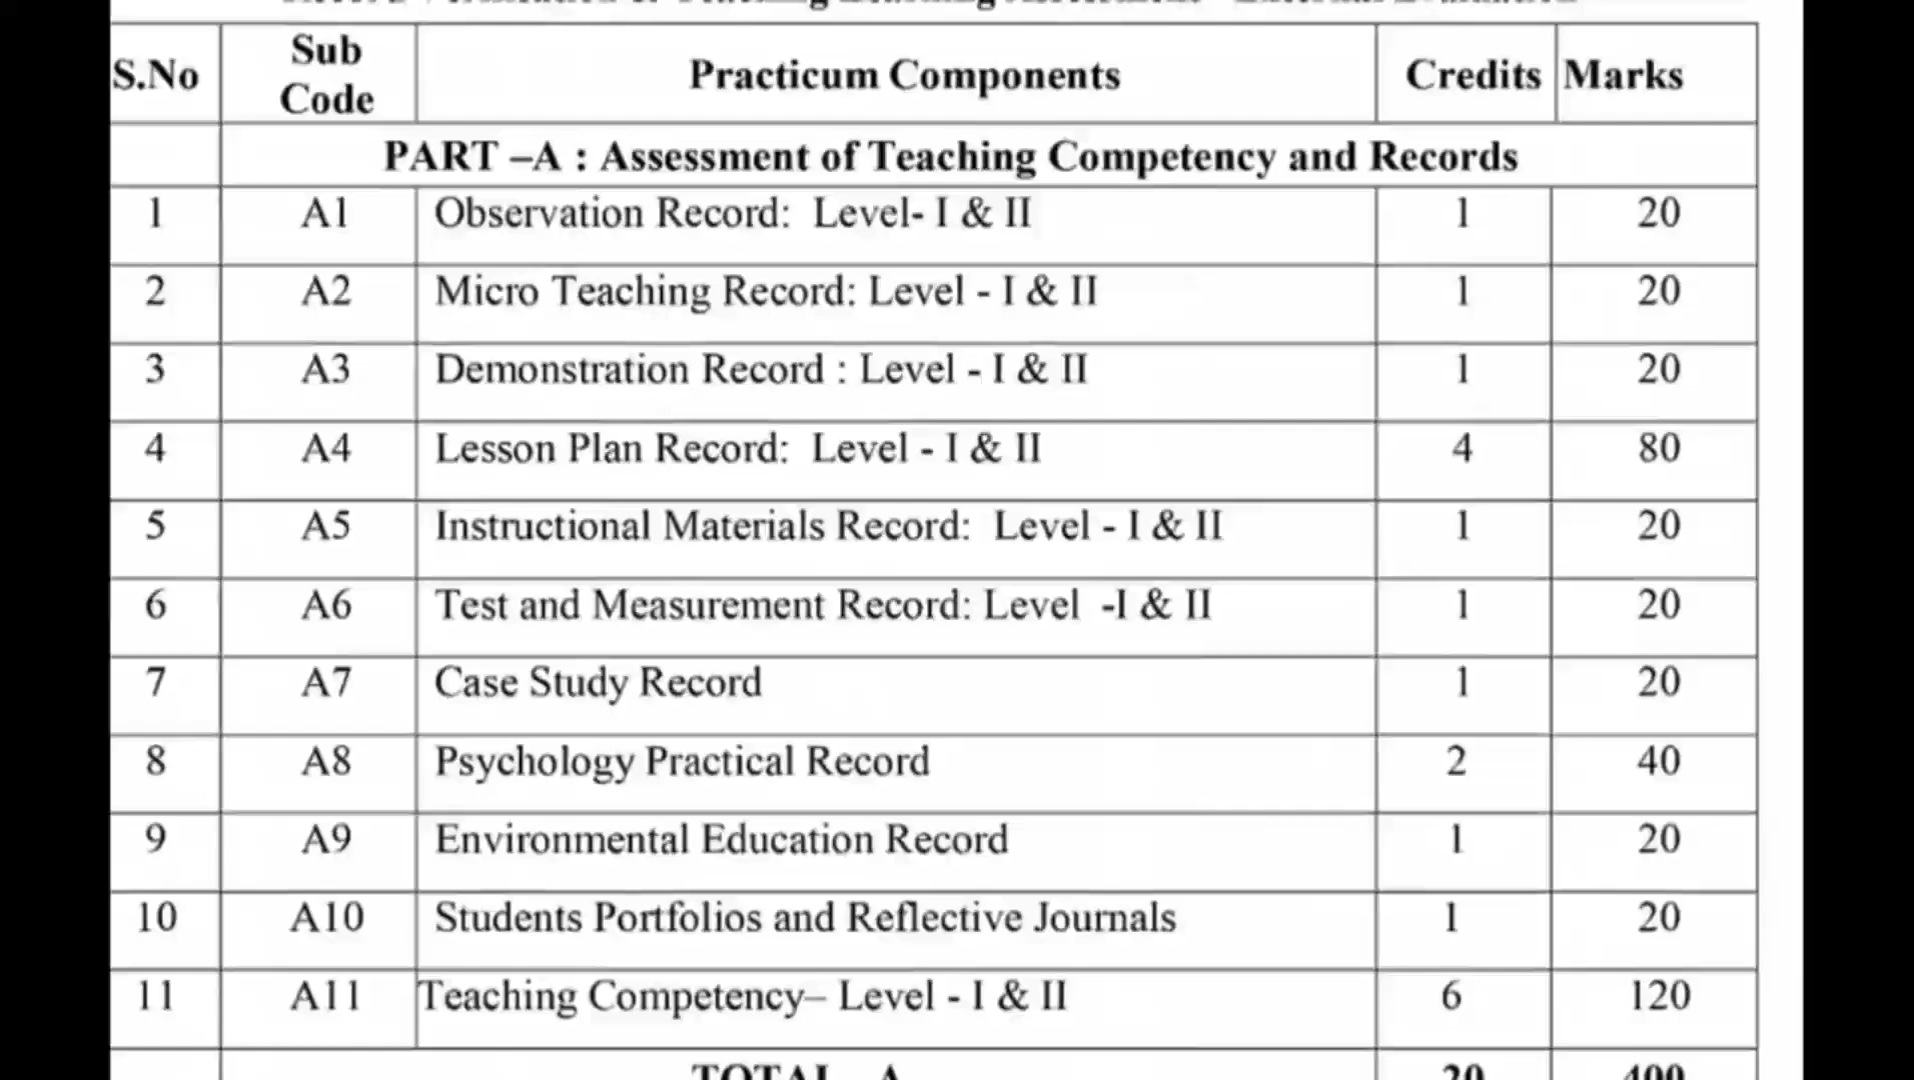 S.No Sub Code Practicum Components Credits Marks
PART –A : Assessment of Teaching Competency and Records
1 A1 Observation Record: Level- I & II 1 20
2 A2 Micro Teaching Record: Level - I & II 1 20
3 A3 Demonstration Record : Level - I & II 1 20
4 A4 Lesson Plan Record: Level - I & II 4 80
5 A5 Instructional Materials Record: Level - I & II 1 20
6 A6 Test and Measurement Record: Level -I & II 1 20
7 A7 Case Study Record 1 20
8 A8 Psychology Practical Record 2 40
9 A9 Environmental Education Record 1 20
10 A10 Students Portfolios and Reflective Journals 1 20
11 A11 Teaching Competency– Level - I & II 6 120
TOTAL - A 20 400